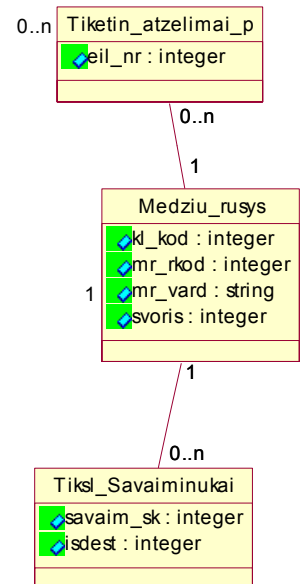 0..n
Tiketin_atzelimai_p
eil_nr : integer
0..n
1
Medziu_rusys
kl_kod : integer
mr_rkod : integer
mr_vard : string
svoris : integer
1
1
0..n
Tiksl_Savaiminukai
savaim_sk : integer
isdest : integer